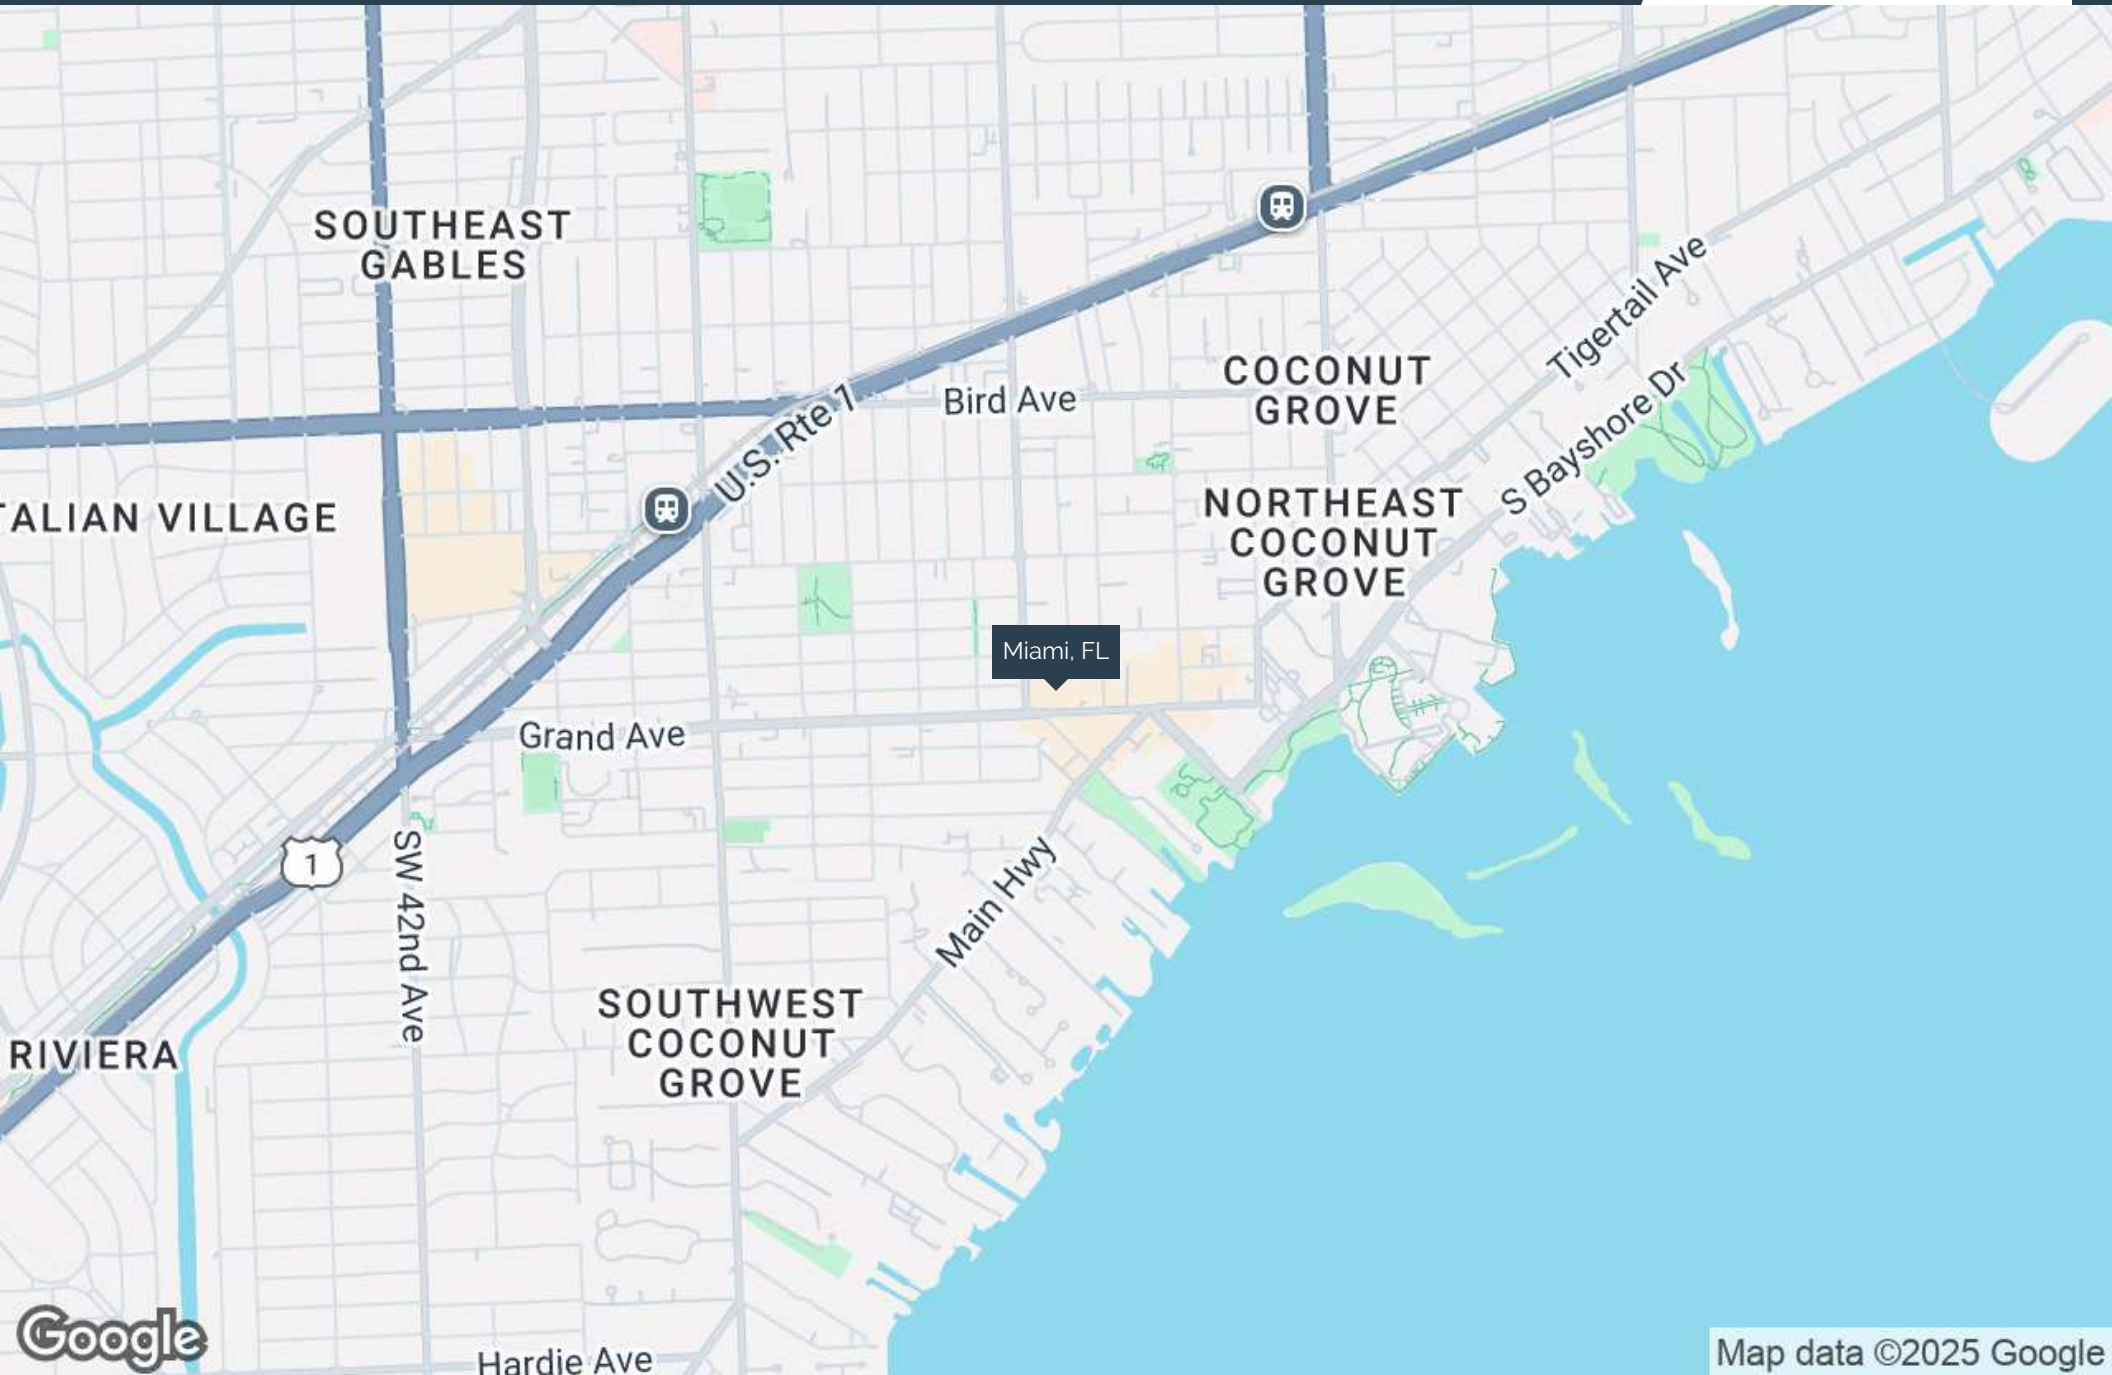 SOUTHEAST
GABLES
Tigertail Ave
COCONUT
GROVE
Bird Ave
U.S. Rte 1
S Bayshore Dr
TALIAN VILLAGE
NORTHEAST
COCONUT
GROVE
Miami, FL
Grand Ave
1
SW 42nd Ave
Main Hwy
SOUTHWEST
COCONUT
GROVE
RIVIERA
Google
Hardie Ave
Map data ©2025 Google